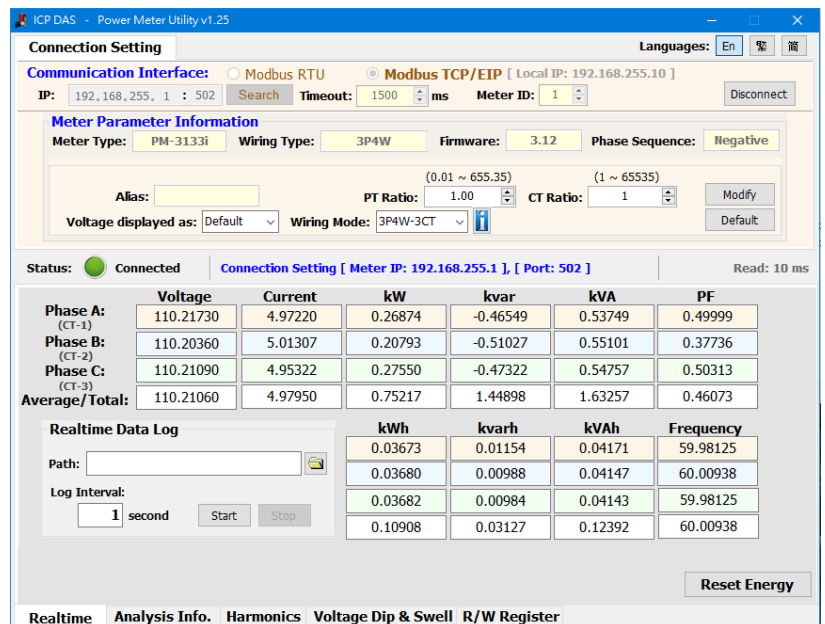 ICP DAS - Power Meter Utility v1.25
Connection Setting Languages: En 繁 简
Communication Interface: Modbus RTU Modbus TCP/EIP [ Local IP: 192.168.255.10 ]
IP: 192.168.255. 1 : 502 Search Timeout: 1500 ms Meter ID: 1 Disconnect
Meter Parameter Information
Meter Type: PM-3133i Wiring Type: 3P4W Firmware: 3.12 Phase Sequence: Negative
(0.01 ~ 655.35) (1 ~ 65535)
Alias: PT Ratio: 1.00 CT Ratio: 1 Modify
Voltage displayed as: Default Wiring Mode: 3P4W-3CT i Default
Status: Connected Connection Setting [ Meter IP: 192.168.255.1 ], [ Port: 502 ] Read: 10 ms
Voltage Current kW kvar kVA PF
Phase A: 110.21730 4.97220 0.26874 -0.46549 0.53749 0.49999
(CT-1)
Phase B: 110.20360 5.01307 0.20793 -0.51027 0.55101 0.37736
(CT-2)
Phase C: 110.21090 4.95322 0.27550 -0.47322 0.54757 0.50313
(CT-3)
Average/Total: 110.21060 4.97950 0.75217 1.44898 1.63257 0.46073
Realtime Data Log kWh kvarh kVAh Frequency
0.03673 0.01154 0.04171 59.98125
Path: 0.03680 0.00988 0.04147 60.00938
Log Interval: 0.03682 0.00984 0.04143 59.98125
1 second Start Stop 0.10908 0.03127 0.12392 60.00938
Reset Energy
Realtime Analysis Info. Harmonics Voltage Dip & Swell R/W Register